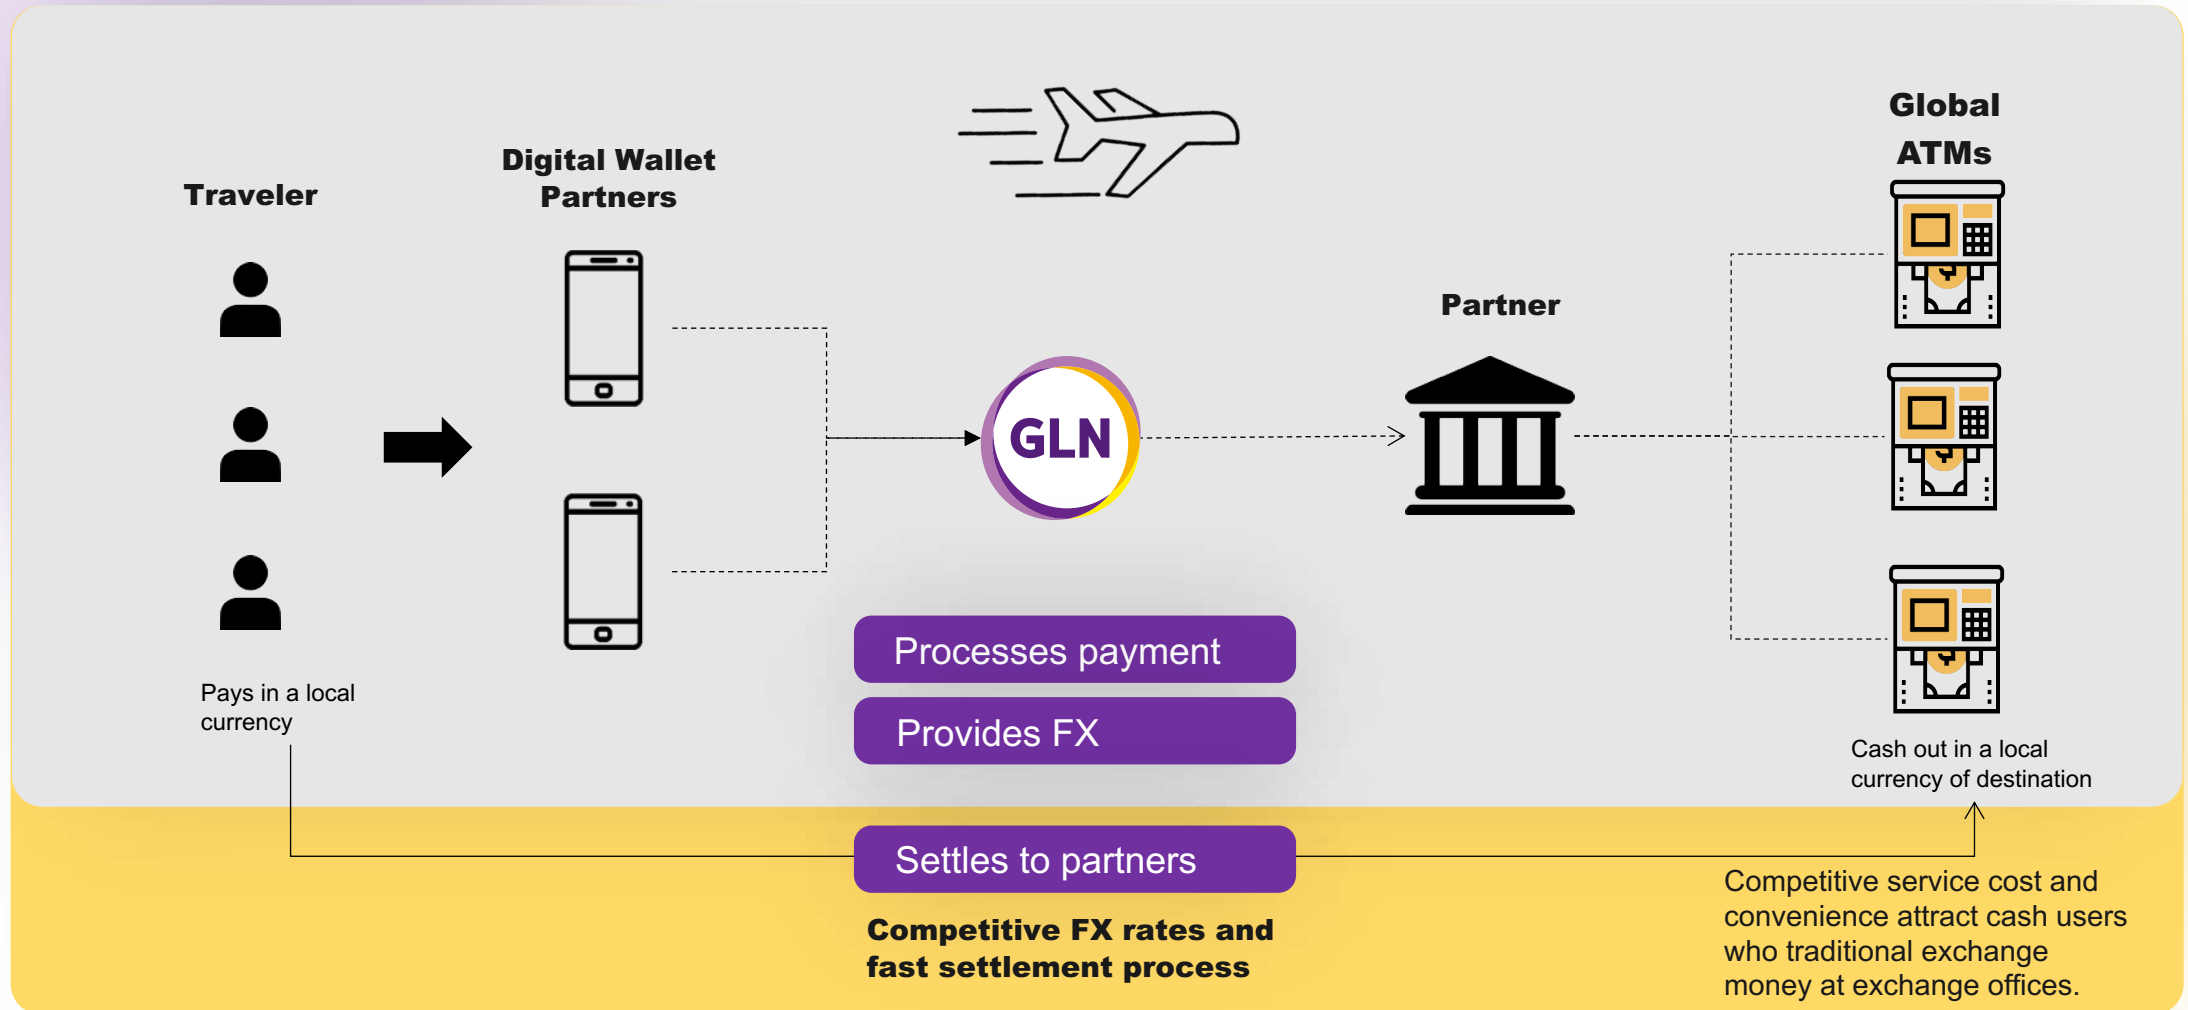 Traveler
Digital Wallet
Partners
Global
ATMs
Partner
GLN
Pays in a local
currency
Processes payment
Provides FX
Settles to partners
Competitive FX rates and
fast settlement process
Cash out in a local
currency of destination
Competitive service cost and
convenience attract cash users
who traditional exchange
money at exchange offices.